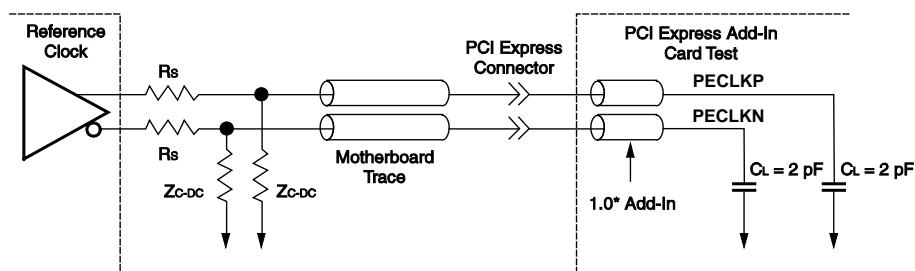 Reference
Clock
Rs
Rs
ZC-DC
ZC-DC
Motherboard
Trace
PCI Express
Connector
PCI Express Add-In
Card Test
PECLKP
PECLKN
1.0* Add-In
CL = 2 pF
CL = 2 pF